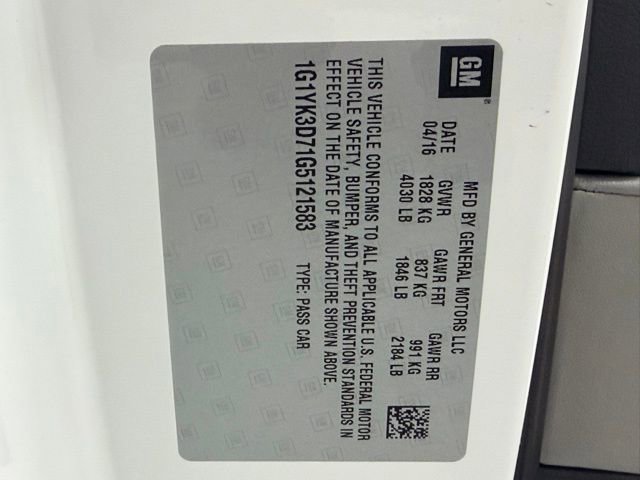 GM
®
MFD BY GENERAL MOTORS LLC
DATE GVWR GAWR FRT GAWR RR
04/16 1828 KG 837 KG 991 KG
4030 LB 1846 LB 2184 LB
THIS VEHICLE CONFORMS TO ALL APPLICABLE U.S. FEDERAL MOTOR
VEHICLE SAFETY, BUMPER, AND THEFT PREVENTION STANDARDS IN
EFFECT ON THE DATE OF MANUFACTURE SHOWN ABOVE.
1G1YK3D71G5121583 TYPE: PASS CAR